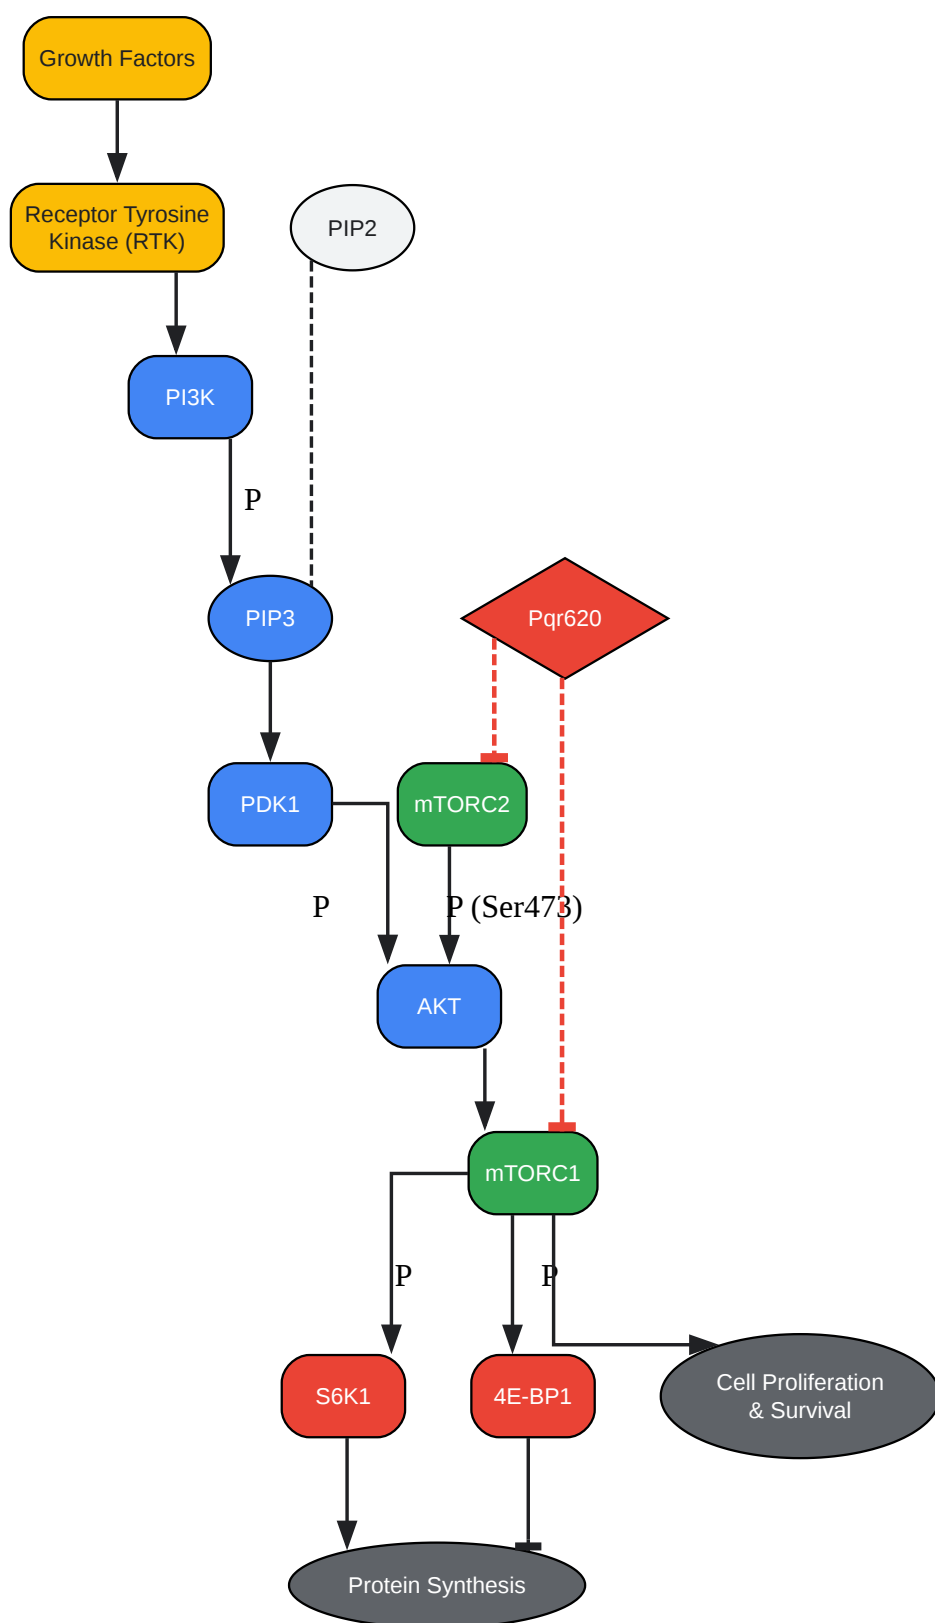 Growth Factors
Receptor Tyrosine
Kinase (RTK)
PIP2
PI3K
P
PIP3
Pqr620
PDK1
mTORC2
P
P (Ser473)
AKT
mTORC1
P
P
S6K1
4E-BP1
Cell Proliferation
& Survival
Protein Synthesis